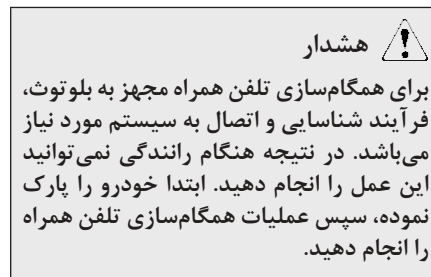 هشدار
برای همگام‌سازی تلفن همراه مجهز به بلوتوث،
فرآیند شناسایی و اتصال به سیستم مورد نیاز
می‌باشد. در نتیجه هنگام رانندگی نمی‌توانید
این عمل را انجام دهید. ابتدا خودرو را پارک
نموده، سپس عملیات همگام‌سازی تلفن همراه
را انجام دهید.